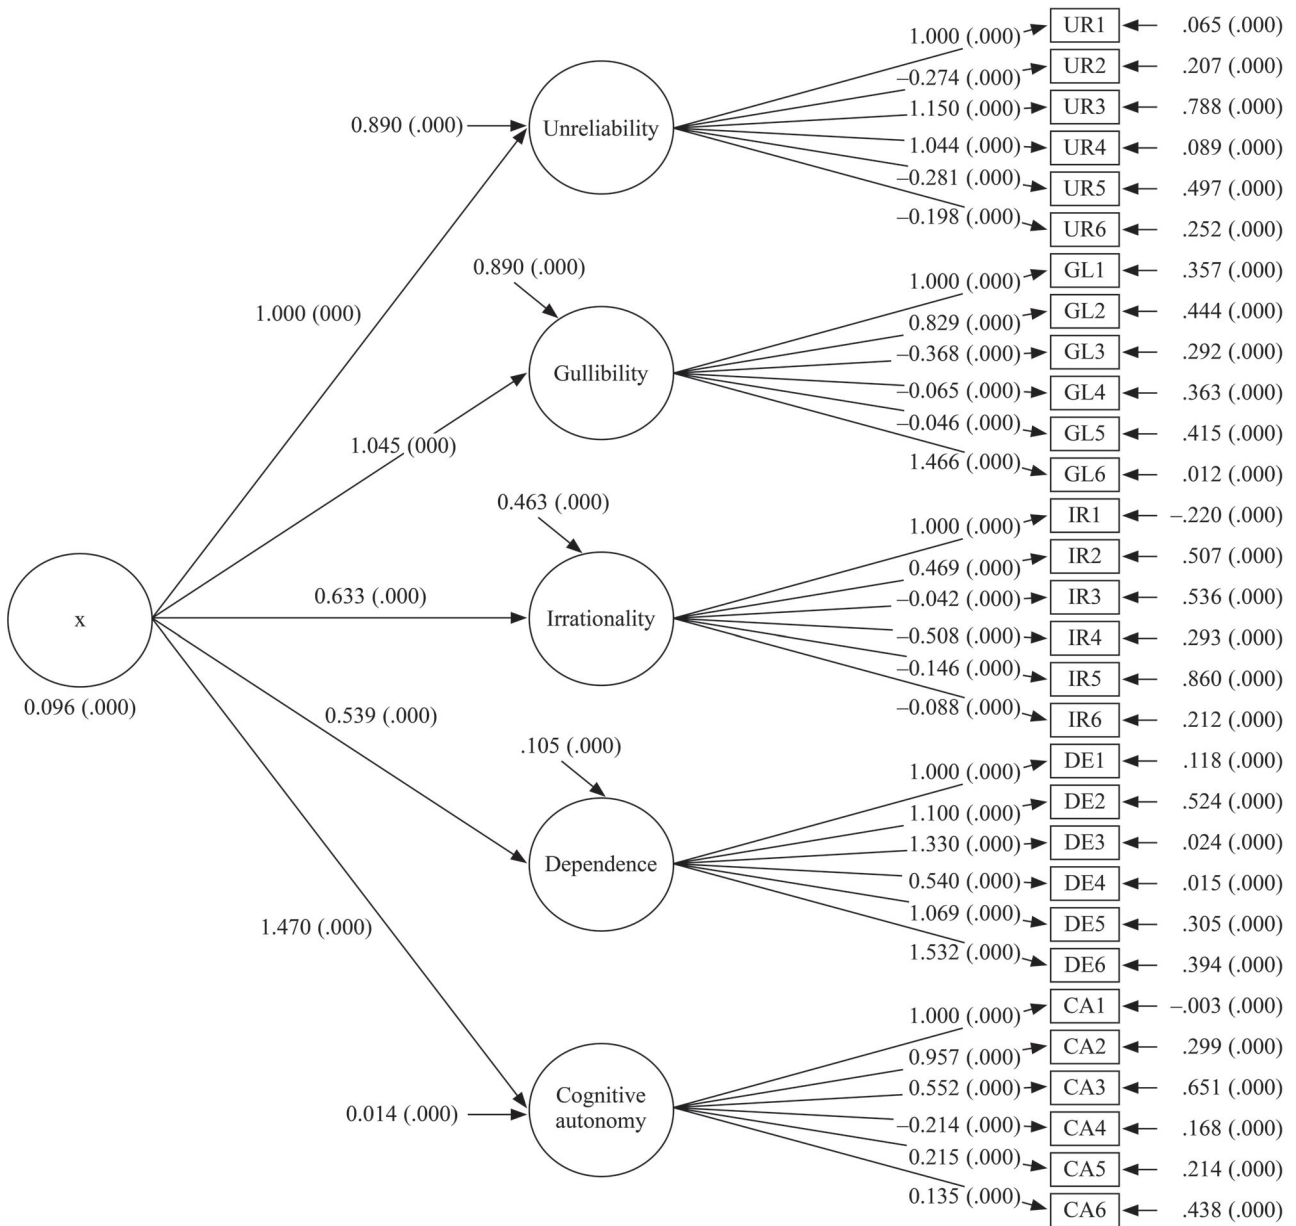 1.000 (.000) UR1 .065 (.000)
–0.274 (.000) UR2 .207 (.000)
1.150 (.000) UR3 .788 (.000)
1.044 (.000) UR4 .089 (.000)
–0.281 (.000) UR5 .497 (.000)
–0.198 (.000) UR6 .252 (.000)
0.890 (.000)
Unreliability
1.000 (000)
0.890 (.000)
Gullibility
1.045 (000)
1.000 (.000) GL1 .357 (.000)
0.829 (.000) GL2 .444 (.000)
–0.368 (.000) GL3 .292 (.000)
–0.065 (.000) GL4 .363 (.000)
–0.046 (.000) GL5 .415 (.000)
1.466 (.000) GL6 .012 (.000)
0.463 (.000)
Irrationality
0.633 (.000)
x
0.096 (.000)
1.000 (.000) IR1 –.220 (.000)
0.469 (.000) IR2 .507 (.000)
–0.042 (.000) IR3 .536 (.000)
–0.508 (.000) IR4 .293 (.000)
–0.146 (.000) IR5 .860 (.000)
–0.088 (.000) IR6 .212 (.000)
0.539 (.000)
.105 (.000)
Dependence
1.000 (.000) DE1 .118 (.000)
1.100 (.000) DE2 .524 (.000)
1.330 (.000) DE3 .024 (.000)
0.540 (.000) DE4 .015 (.000)
1.069 (.000) DE5 .305 (.000)
1.532 (.000) DE6 .394 (.000)
1.470 (.000)
0.014 (.000)
Cognitive
autonomy
1.000 (.000) CA1 –.003 (.000)
0.957 (.000) CA2 .299 (.000)
0.552 (.000) CA3 .651 (.000)
–0.214 (.000) CA4 .168 (.000)
0.215 (.000) CA5 .214 (.000)
0.135 (.000) CA6 .438 (.000)